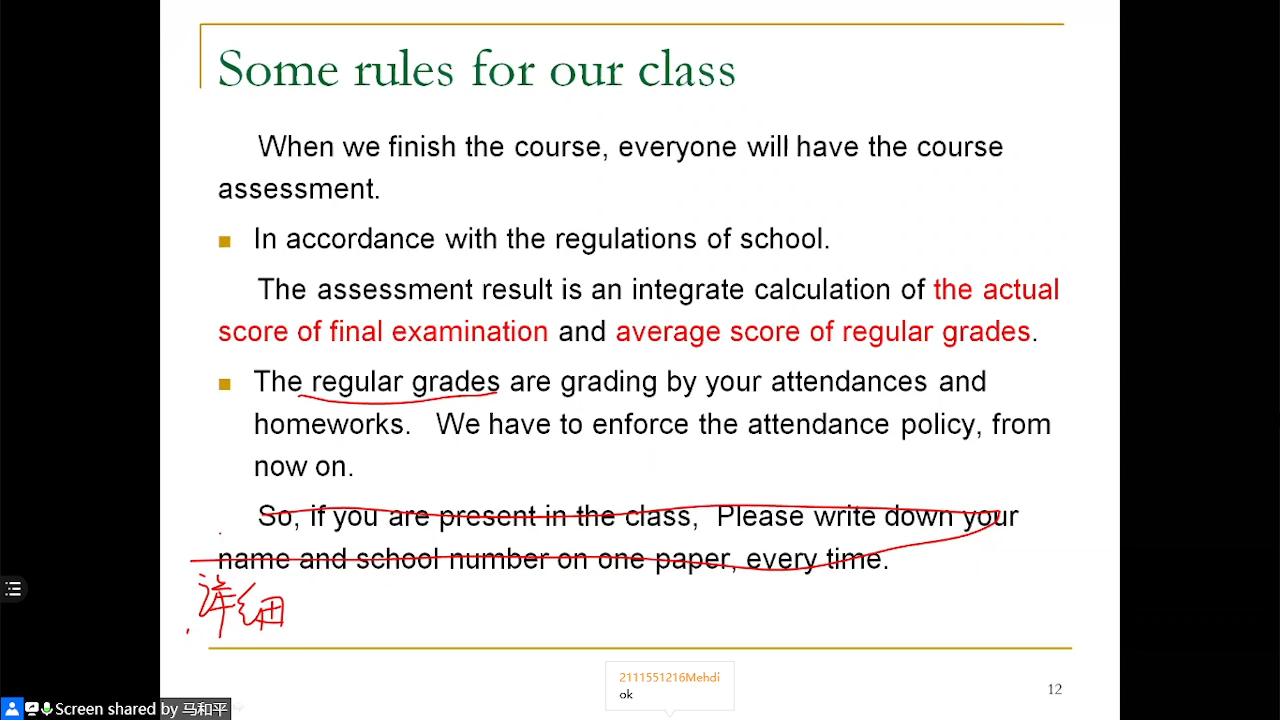 Some rules for our class
When we finish the course, everyone will have the course
assessment.
In accordance with the regulations of school.
The assessment result is an integrate calculation of the actual
score of final examination and average score of regular grades.
The regular grades are grading by your attendances and
homeworks. We have to enforce the attendance policy, from
now on.
So, if you are present in the class, Please write down your
name and school number on one paper, every time.
详细
2111551216Mehdi
ok
12
Screen shared by 马和平